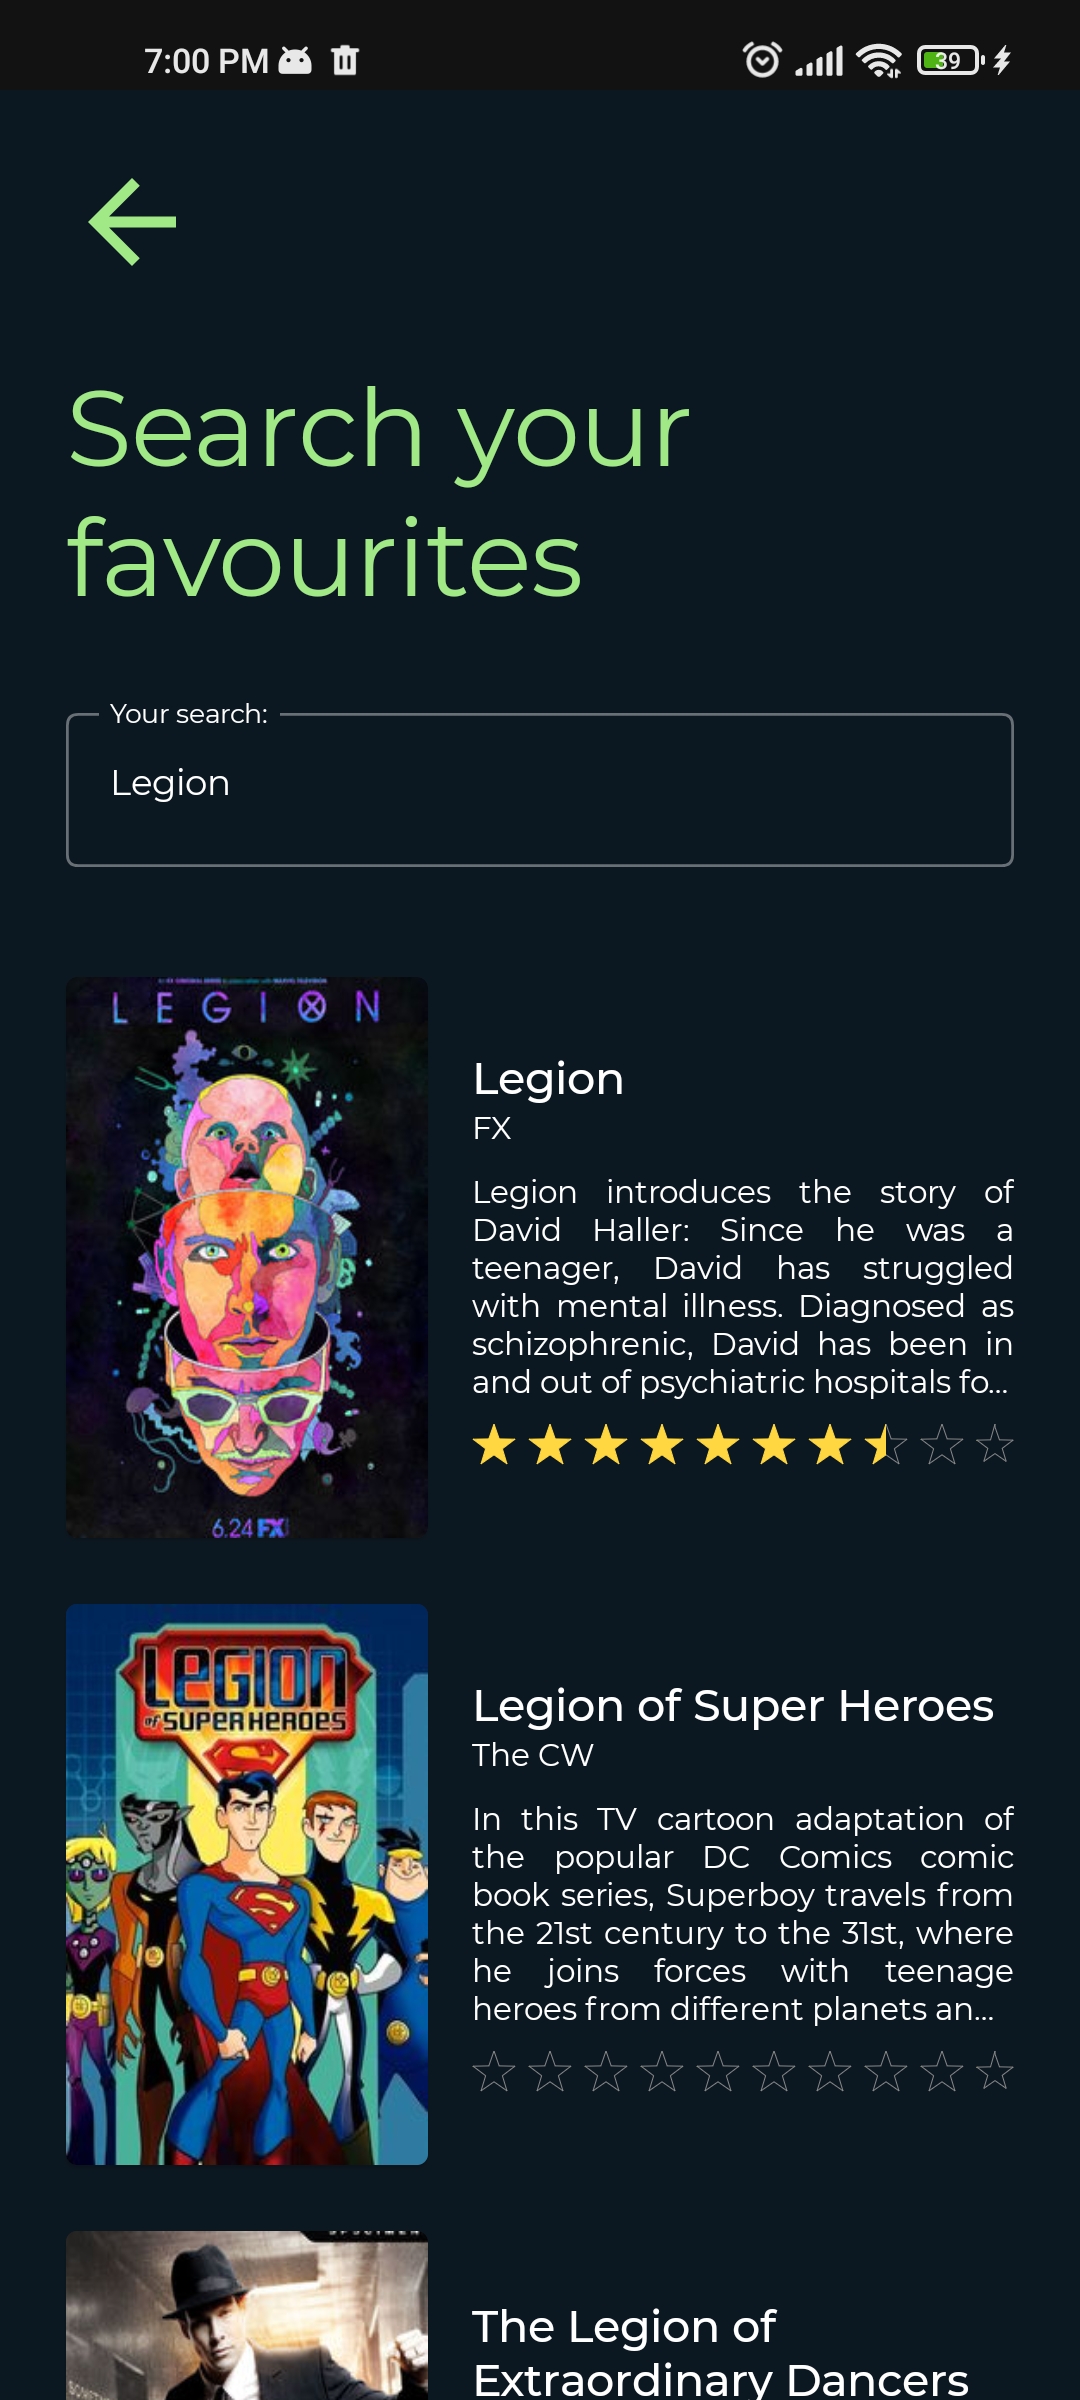 7:00 PM
39
Search your
favourites
Your search:
Legion
LEGION
6.24 FX
Legion
FX
Legion introduces the story of
David Haller: Since he was a
teenager, David has struggled
with mental illness. Diagnosed as
schizophrenic, David has been in
and out of psychiatric hospitals fo...
LEGION
of SUPER HEROES
Legion of Super Heroes
The CW
In this TV cartoon adaptation of
the popular DC Comics comic
book series, Superboy travels from
the 21st century to the 31st, where
he joins forces with teenage
heroes from different planets an...
The Legion of
Extraordinary Dancers